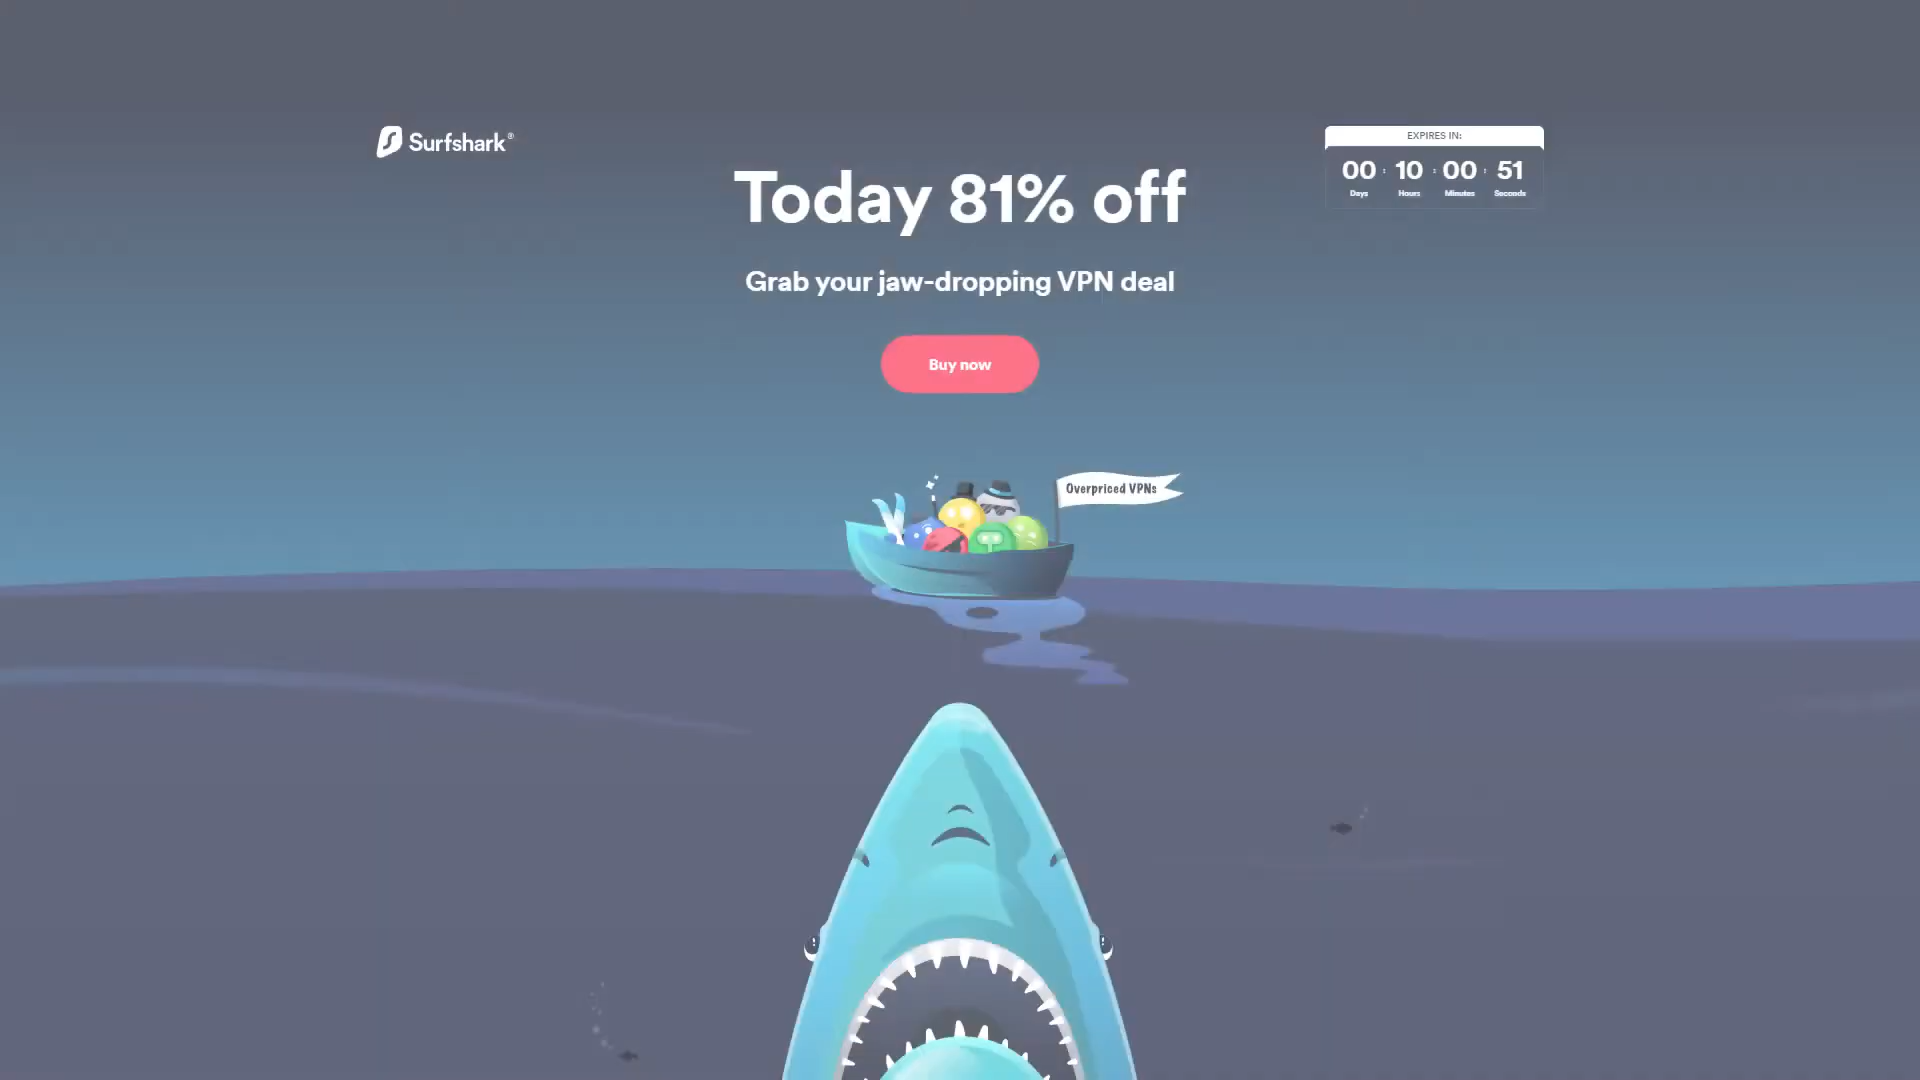 Surfshark®
Today 81% off
Grab your jaw-dropping VPN deal
Buy now
EXPIRES IN:
00 : 10 : 00 : 51
Days Hours Minutes Seconds
Overpriced VPNs